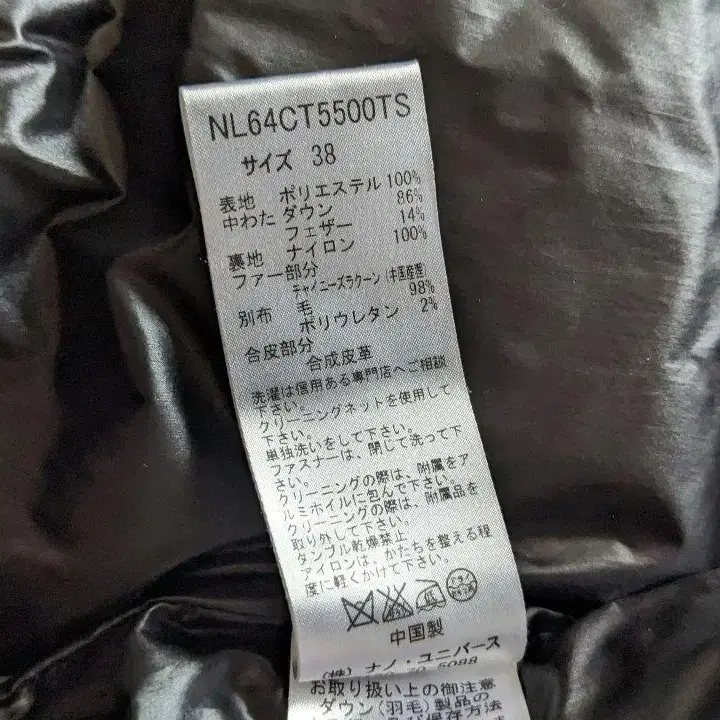 NL64CT5500TS
サイズ 38
表地 ポリエステル 100%
中わた ダウン 86%
フェザー 14%
裏地 ナイロン 100%
ファー部分
チャイニーズラクーン (中国産)
別布 毛 98%
ポリウレタン 2%
合皮部分
合成皮革
洗濯は信用ある専門店へご相談
下さい。
クリーニングネットを使用して
下さい。
単独洗いをして下さい。
ファスナーは、閉じて洗って下
さい。
クリーニングの際は、附属をア
ルミホイルに包んで下さい。
クリーニングの際は、附属品を
取り外して下さい。
タンブル乾燥禁止
アイロンは、かたちを整える程
度に軽くかけて下さい。
中国製
(株) ナノ・ユニバース
お取り扱い上の御注意
ダウン(羽毛)製品の
保存方法